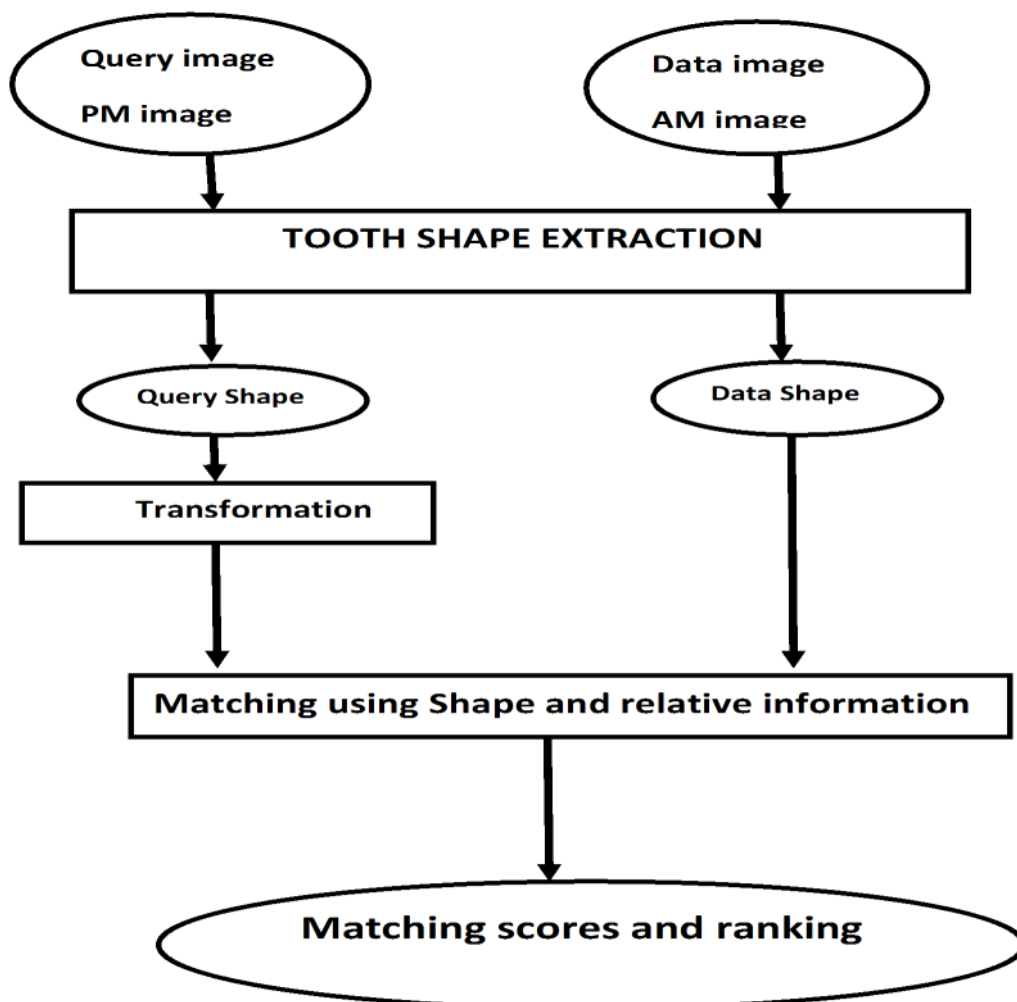 Query image
PM image
Data image
AM image
TOOTH SHAPE EXTRACTION
Query Shape
Data Shape
Transformation
Matching using Shape and relative information
Matching scores and ranking